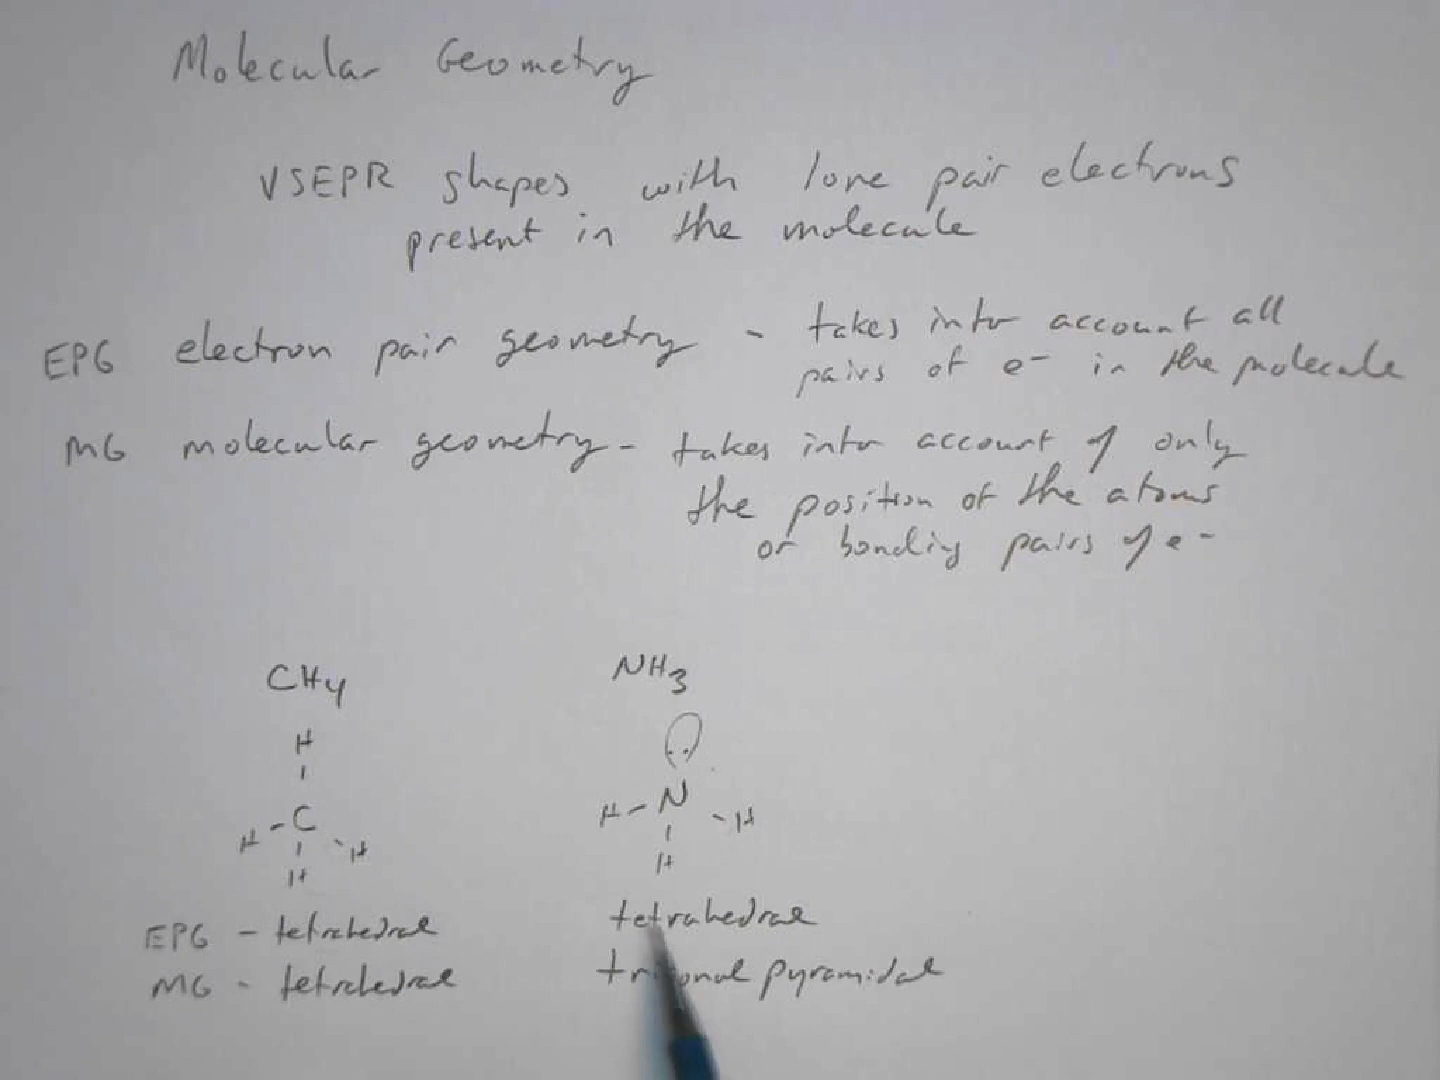 Molecular Geometry
VSEPR shapes with lone pair electrons
present in the molecule
EPG electron pair geometry - takes into account all
pairs of e- in the molecule
MG molecular geometry - takes into account of only
the position of the atoms
or bonding pairs of e-
CH4 NH3
H
C
H H
H
N
H H
H
EPG - tetrahedral tetrahedral
MG - tetrahedral trigonal pyramidal